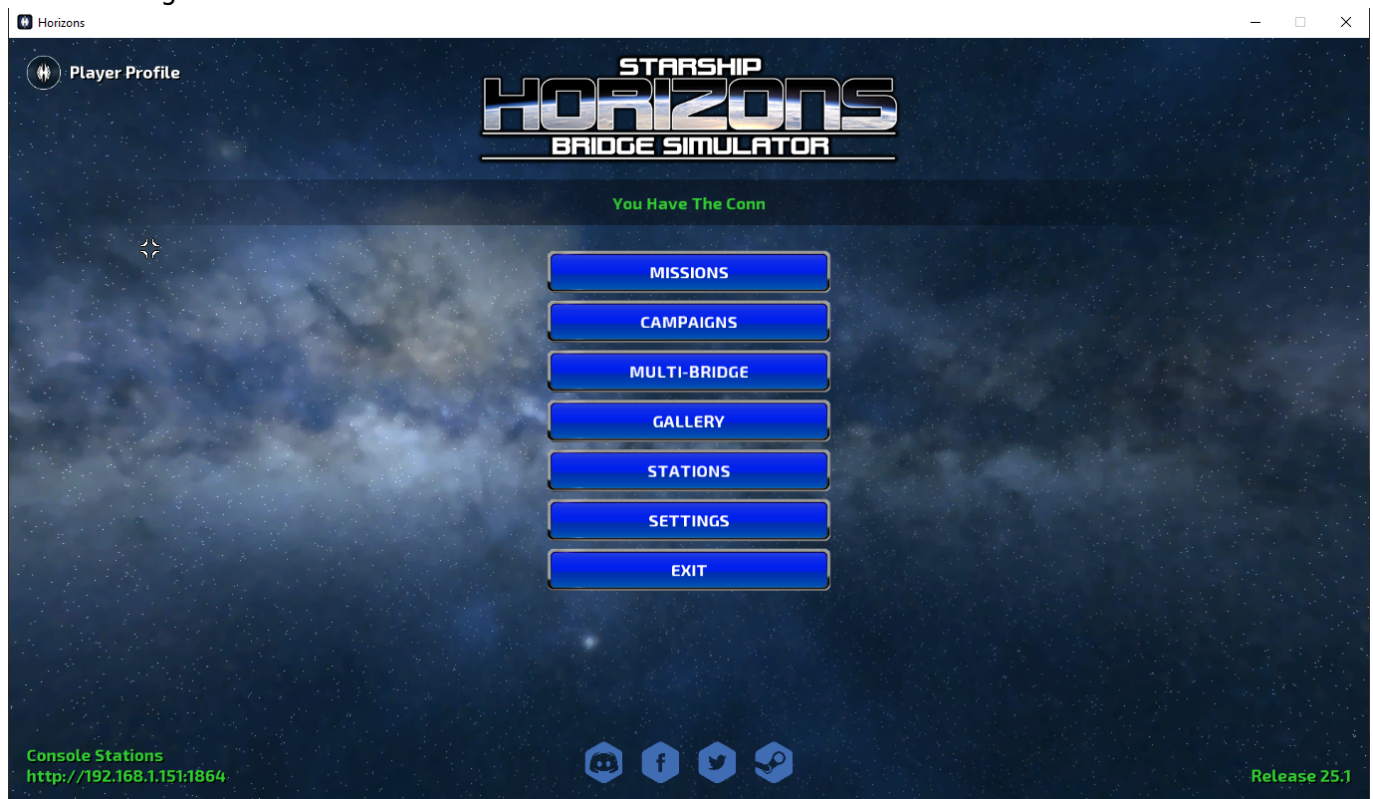 Horizons
Player Profile
STARSHIP
HORIZONS
BRIDGE SIMULATOR
You Have The Conn
MISSIONS
CAMPAIGNS
MULTI-BRIDGE
GALLERY
STATIONS
SETTINGS
EXIT
Console Stations
http://192.168.1.151:1864
Release 25.1